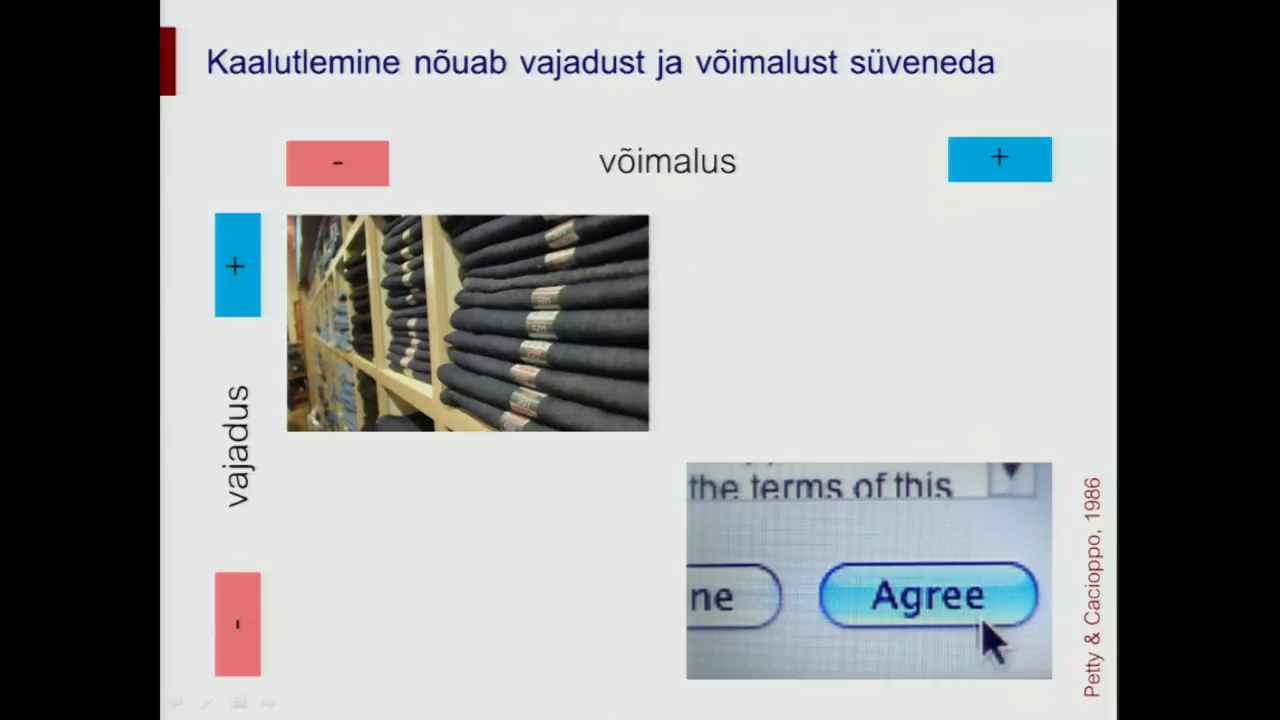 Kaalutlemine nõuab vajadust ja võimalust süveneda
-
võimalus
+
+
vajadus
-
the terms of this
ne
Agree
Petty & Cacioppo, 1986